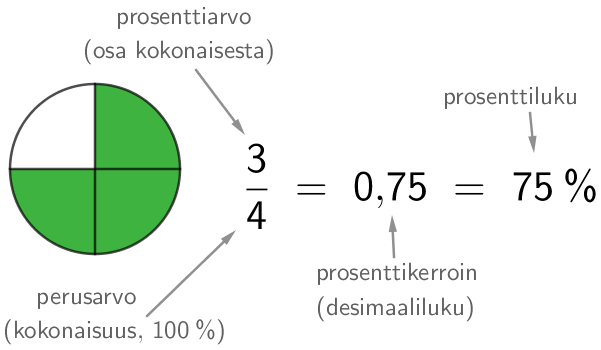 prosenttiarvo
(osa kokonaisesta)
prosenttiluku
3
4
= 0,75 = 75 %
prosenttikerroin
(desimaaliluku)
perusarvo
(kokonaisuus, 100 %)